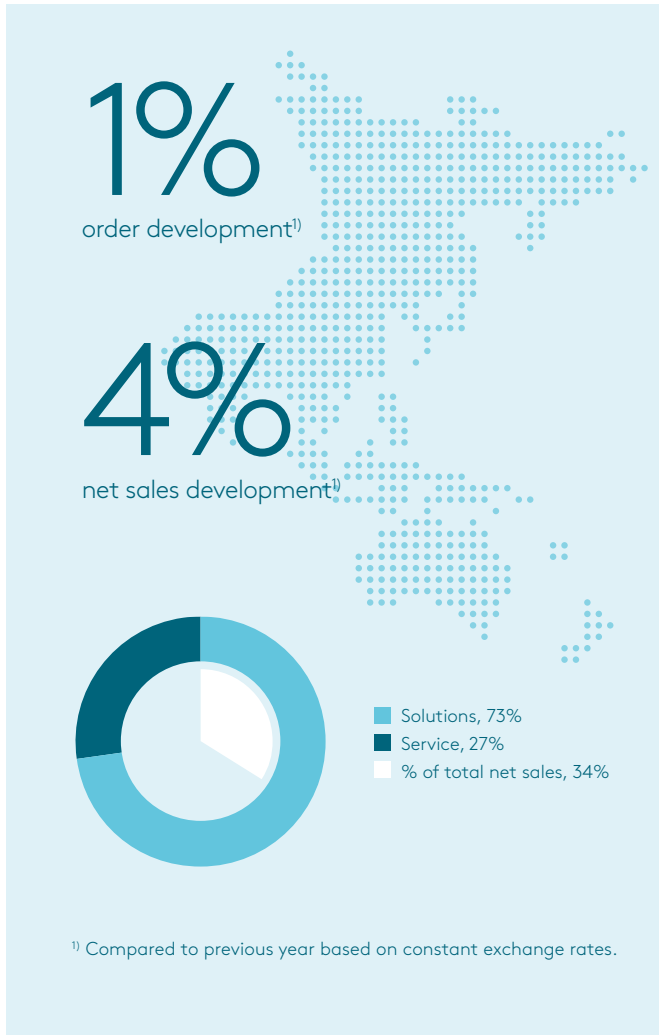 1%
order development¹⁾
4%
net sales development¹⁾
Solutions, 73%
Service, 27%
% of total net sales, 34%
¹⁾ Compared to previous year based on constant exchange rates.